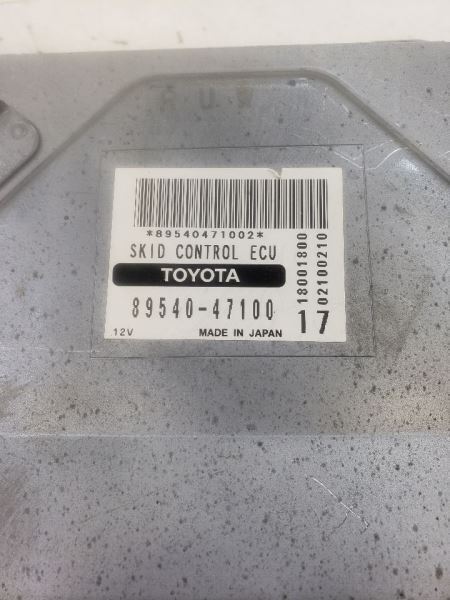 *89540471002*
SKID CONTROL ECU
TOYOTA
89540-47100
12V MADE IN JAPAN 17
18001800
02100210